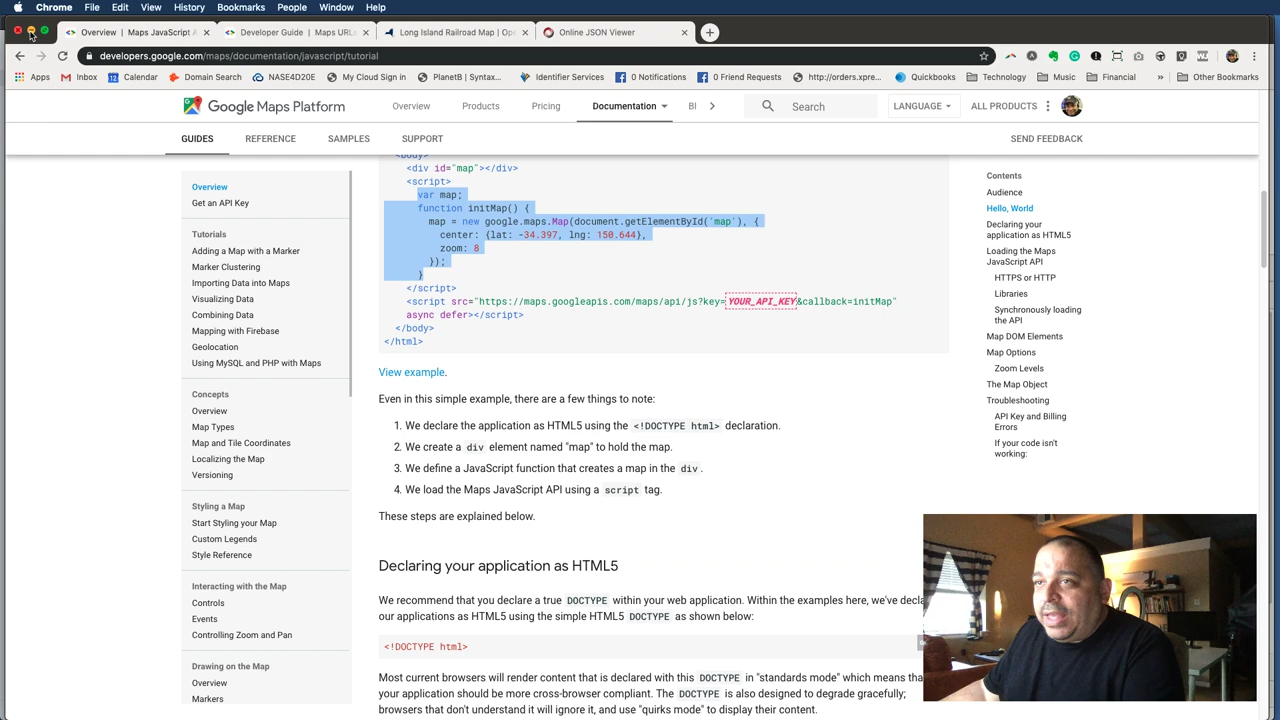 Chrome File Edit View History Bookmarks People Window Help
Overview | Maps JavaScript A
Developer Guide | Maps URLs
Long Island Railroad Map | Ope
Online JSON Viewer
developers.google.com/maps/documentation/javascript/tutorial
Apps Inbox Calendar Domain Search NASE4D20E My Cloud Sign in PlanetB | Syntax... Identifier Services 0 Notifications 0 Friend Requests http://orders.xpre... Quickbooks Technology Music Financial » Other Bookmarks
Google Maps Platform Overview Products Pricing Documentation Bl Search LANGUAGE ALL PRODUCTS
GUIDES REFERENCE SAMPLES SUPPORT SEND FEEDBACK
Overview
Get an API Key
Tutorials
Adding a Map with a Marker
Marker Clustering
Importing Data into Maps
Visualizing Data
Combining Data
Mapping with Firebase
Geolocation
Using MySQL and PHP with Maps
Concepts
Overview
Map Types
Map and Tile Coordinates
Localizing the Map
Versioning
Styling a Map
Start Styling your Map
Custom Legends
Style Reference
Interacting with the Map
Controls
Events
Controlling Zoom and Pan
Drawing on the Map
Overview
Markers
<body>
<div id="map"></div>
<script>
var map;
function initMap() {
map = new google.maps.Map(document.getElementById('map'), {
center: {lat: -34.397, lng: 150.644},
zoom: 8
});
}
</script>
<script src="https://maps.googleapis.com/maps/api/js?key=YOUR_API_KEY&callback=initMap"
async defer></script>
</body>
</html>
View example.
Even in this simple example, there are a few things to note:
1. We declare the application as HTML5 using the <!DOCTYPE html> declaration.
2. We create a div element named "map" to hold the map.
3. We define a JavaScript function that creates a map in the div.
4. We load the Maps JavaScript API using a script tag.
These steps are explained below.
Declaring your application as HTML5
We recommend that you declare a true DOCTYPE within your web application. Within the examples here, we've decla
our applications as HTML5 using the simple HTML5 DOCTYPE as shown below:
<!DOCTYPE html>
Most current browsers will render content that is declared with this DOCTYPE in "standards mode" which means tha
your application should be more cross-browser compliant. The DOCTYPE is also designed to degrade gracefully;
browsers that don't understand it will ignore it, and use "quirks mode" to display their content.
Contents
Audience
Hello, World
Declaring your
application as HTML5
Loading the Maps
JavaScript API
HTTPS or HTTP
Libraries
Synchronously loading
the API
Map DOM Elements
Map Options
Zoom Levels
The Map Object
Troubleshooting
API Key and Billing
Errors
If your code isn't
working: